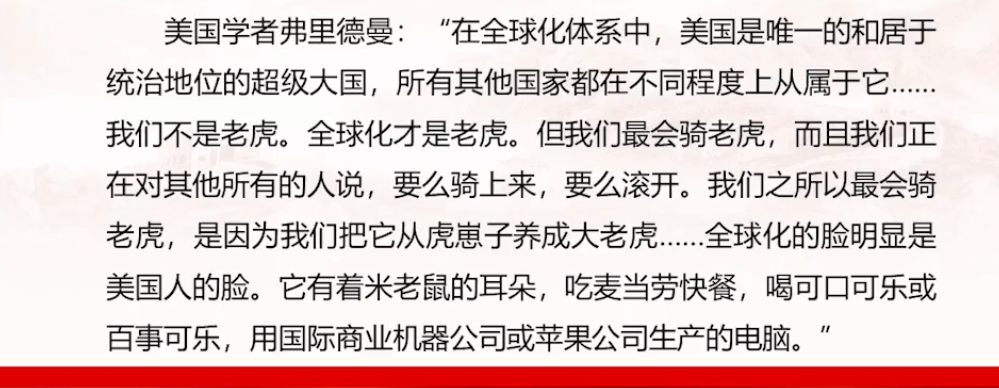 美国学者弗里德曼：“在全球化体系中，美国是唯一的和居于
统治地位的超级大国，所有其他国家都在不同程度上从属于它……
我们不是老虎。全球化才是老虎。但我们最会骑老虎，而且我们正
在对其他所有的人说，要么骑上来，要么滚开。我们之所以最会骑
老虎，是因为我们把它从虎崽子养成大老虎……全球化的脸明显是
美国人的脸。它有着米老鼠的耳朵，吃麦当劳快餐，喝可口可乐或
百事可乐，用国际商业机器公司或苹果公司生产的电脑。”